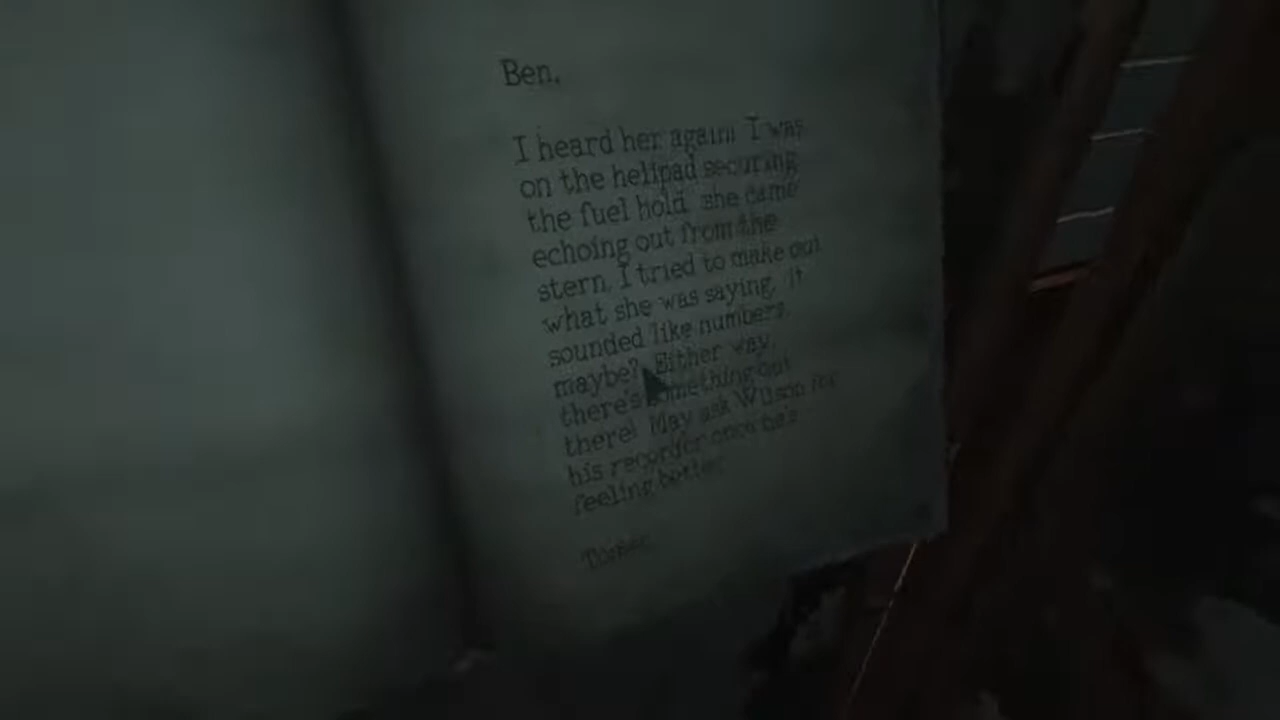 Ben,
I heard her again! I was
on the helipad securing
the fuel hold. she came
echoing out from the
stern. I tried to make out
what she was saying. It
sounded like numbers,
maybe? Either way,
there's something out
there! May ask Wilson for
his recorder once he's
feeling better.